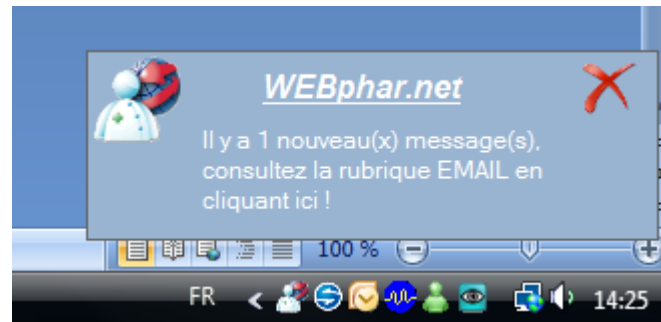 WEBphar.net
Il y a 1 nouveau(x) message(s),
consultez la rubrique EMAIL en
cliquant ici !
100 %
FR
14:25